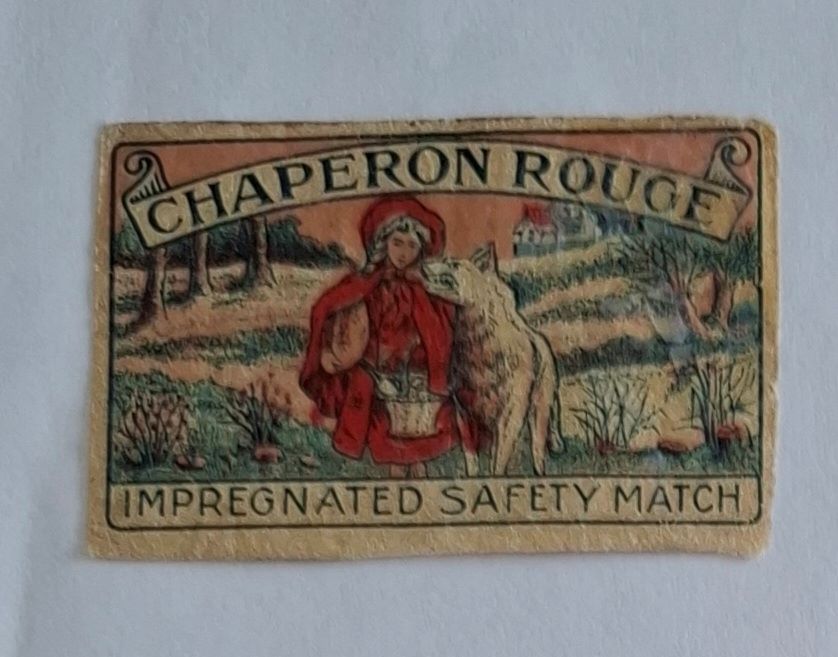 CHAPERON ROUGE
IMPREGNATED SAFETY MATCH